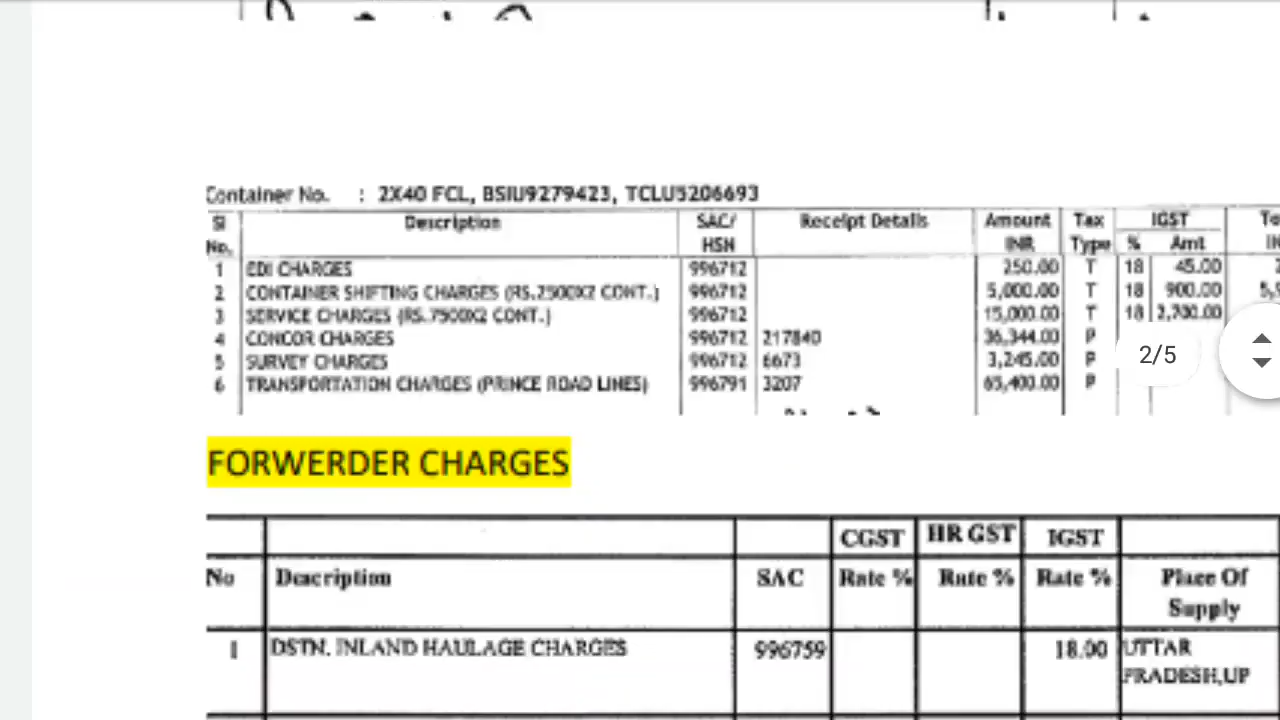 Container No. : 2X40 FCL, BSIU9279423, TCLU5206693
Sl No. Description SAC/ HSN Receipt Details Amount INR Tax Type IGST % Amt
1 EDI CHARGES 996712 250.00 T 18 45.00
2 CONTAINER SHIFTING CHARGES (RS.2500X2 CONT.) 996712 5,000.00 T 18 900.00
3 SERVICE CHARGES (RS.7500X2 CONT.) 996712 15,000.00 T 18 2,700.00
4 CONCOR CHARGES 996712 217840 36,344.00 P
5 SURVEY CHARGES 996712 6673 3,245.00 P
6 TRANSPORTATION CHARGES (PRINCE ROAD LINES) 996791 3207 P
2/5
FORWERDER CHARGES
CGST HR GST IGST
No Description SAC Rate % Rate % Rate % Place Of
Supply
1 DSTN. INLAND HAULAGE CHARGES 996759 18.00 UTTAR
PRADESH,UP